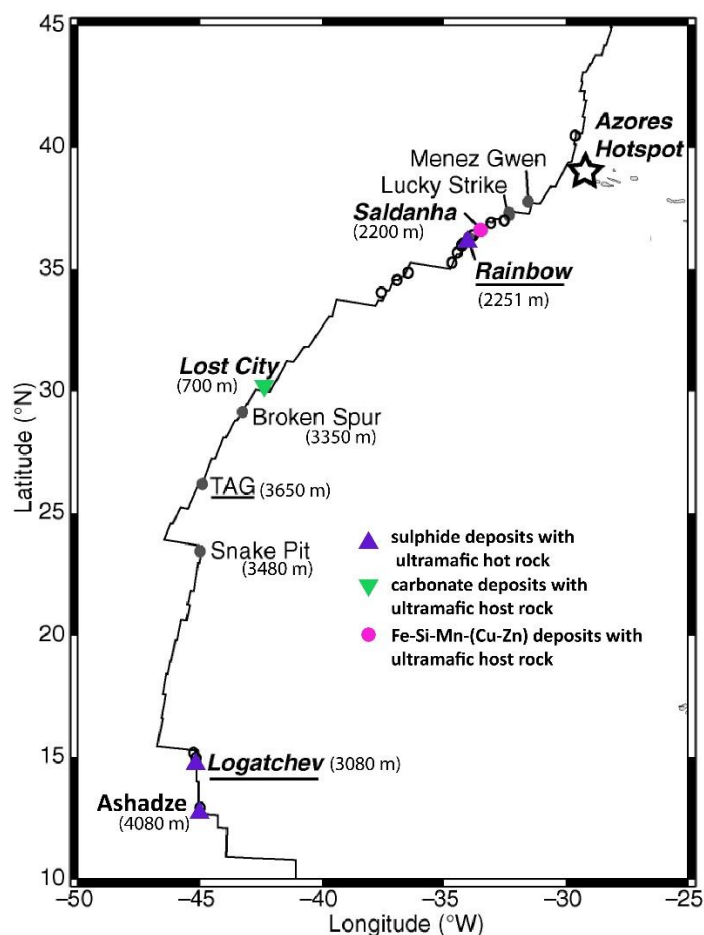 45
40
35
30
25
20
15
10
Latitude (°N)
Azores
Hotspot
Menez Gwen
Lucky Strike
Saldanha
(2200 m)
Rainbow
(2251 m)
Lost City
(700 m)
Broken Spur
(3350 m)
TAG (3650 m)
Snake Pit
(3480 m)
sulphide deposits with
ultramafic hot rock
carbonate deposits with
ultramafic host rock
Fe-Si-Mn-(Cu-Zn) deposits with
ultramafic host rock
Logatchev (3080 m)
Ashadze
(4080 m)
−50 −45 −40 −35 −30 −25
Longitude (°W)